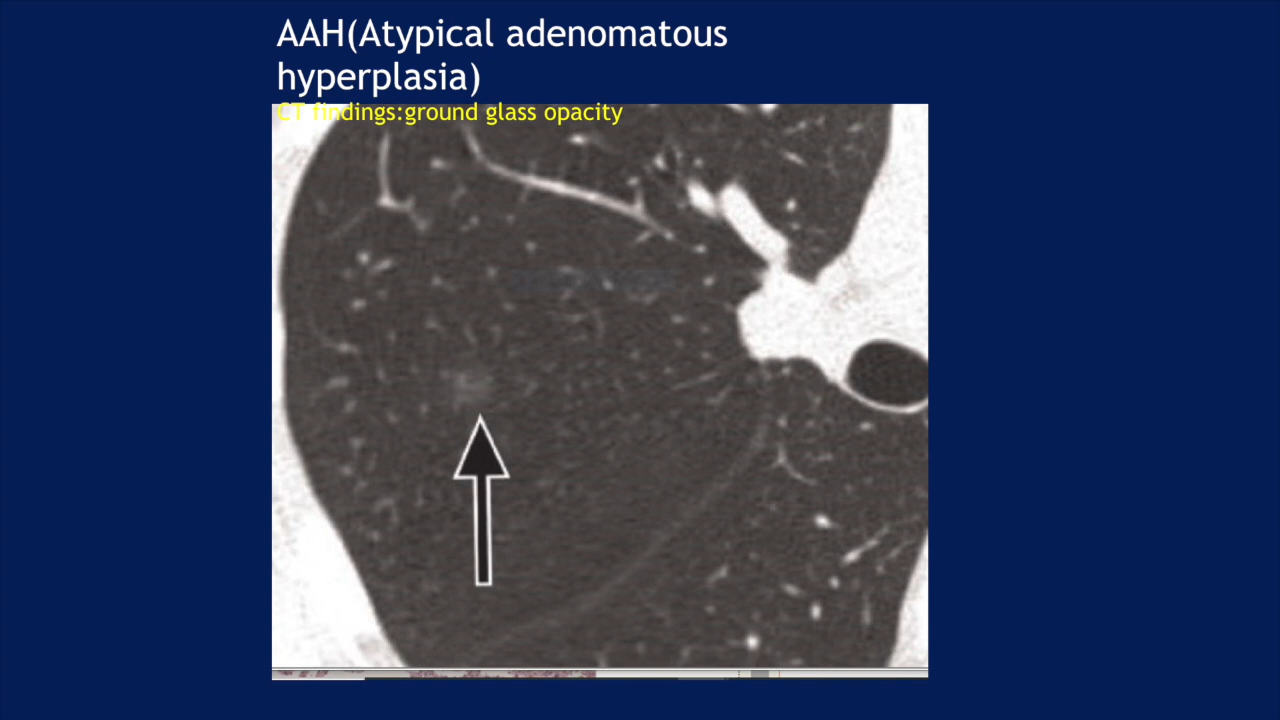 AAH(Atypical adenomatous
hyperplasia)
CT findings:ground glass opacity